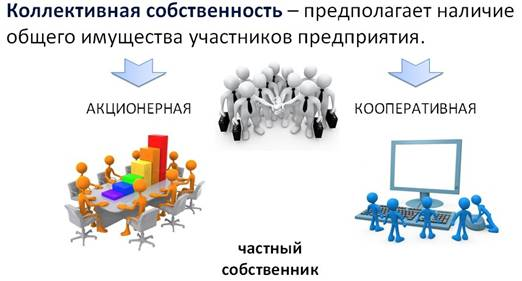 Коллективная собственность – предполагает наличие
общего имущества участников предприятия.
АКЦИОНЕРНАЯ
КООПЕРАТИВНАЯ
частный
собственник